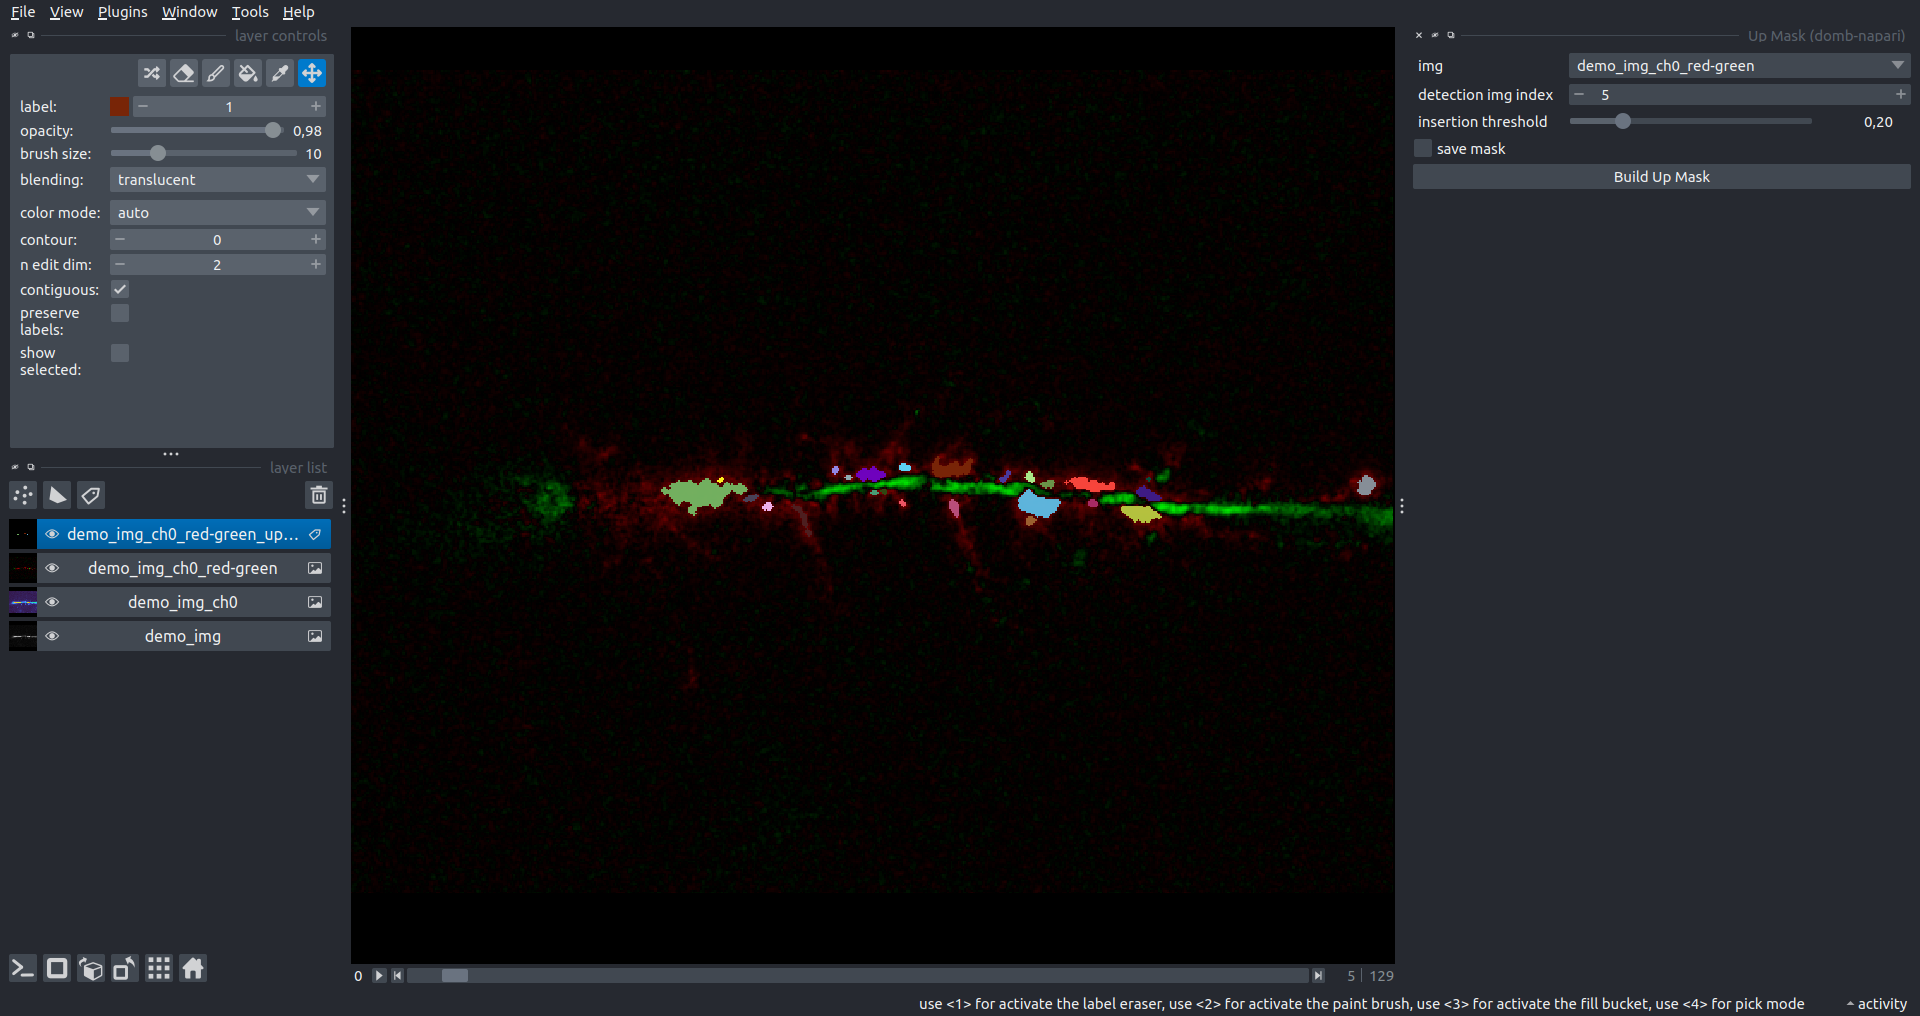 File View Plugins Window Tools Help
layer controls
label: 1
opacity: 0,98
brush size: 10
blending: translucent
color mode: auto
contour: 0
n edit dim: 2
contiguous:
preserve
labels:
show
selected:
layer list
demo_img_ch0_red-green_up...
demo_img_ch0_red-green
demo_img_ch0
demo_img
0
5 | 129
Up Mask (domb-napari)
img demo_img_ch0_red-green
detection img index 5
insertion threshold 0,20
save mask
Build Up Mask
use <1> for activate the label eraser, use <2> for activate the paint brush, use <3> for activate the fill bucket, use <4> for pick mode
activity